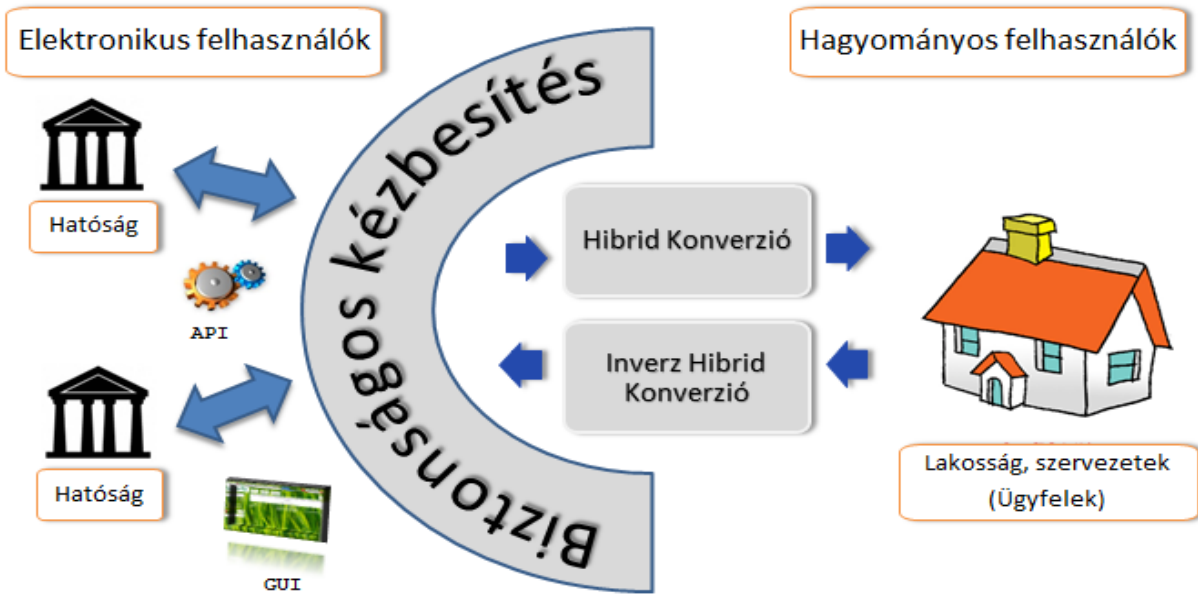 Elektronikus felhasználók
Hagyományos felhasználók
Biztonságos kézbesítés
Hatóság
API
Hatóság
GUI
Hibrid Konverzió
Inverz Hibrid
Konverzió
Lakosság, szervezetek
(Ügyfelek)